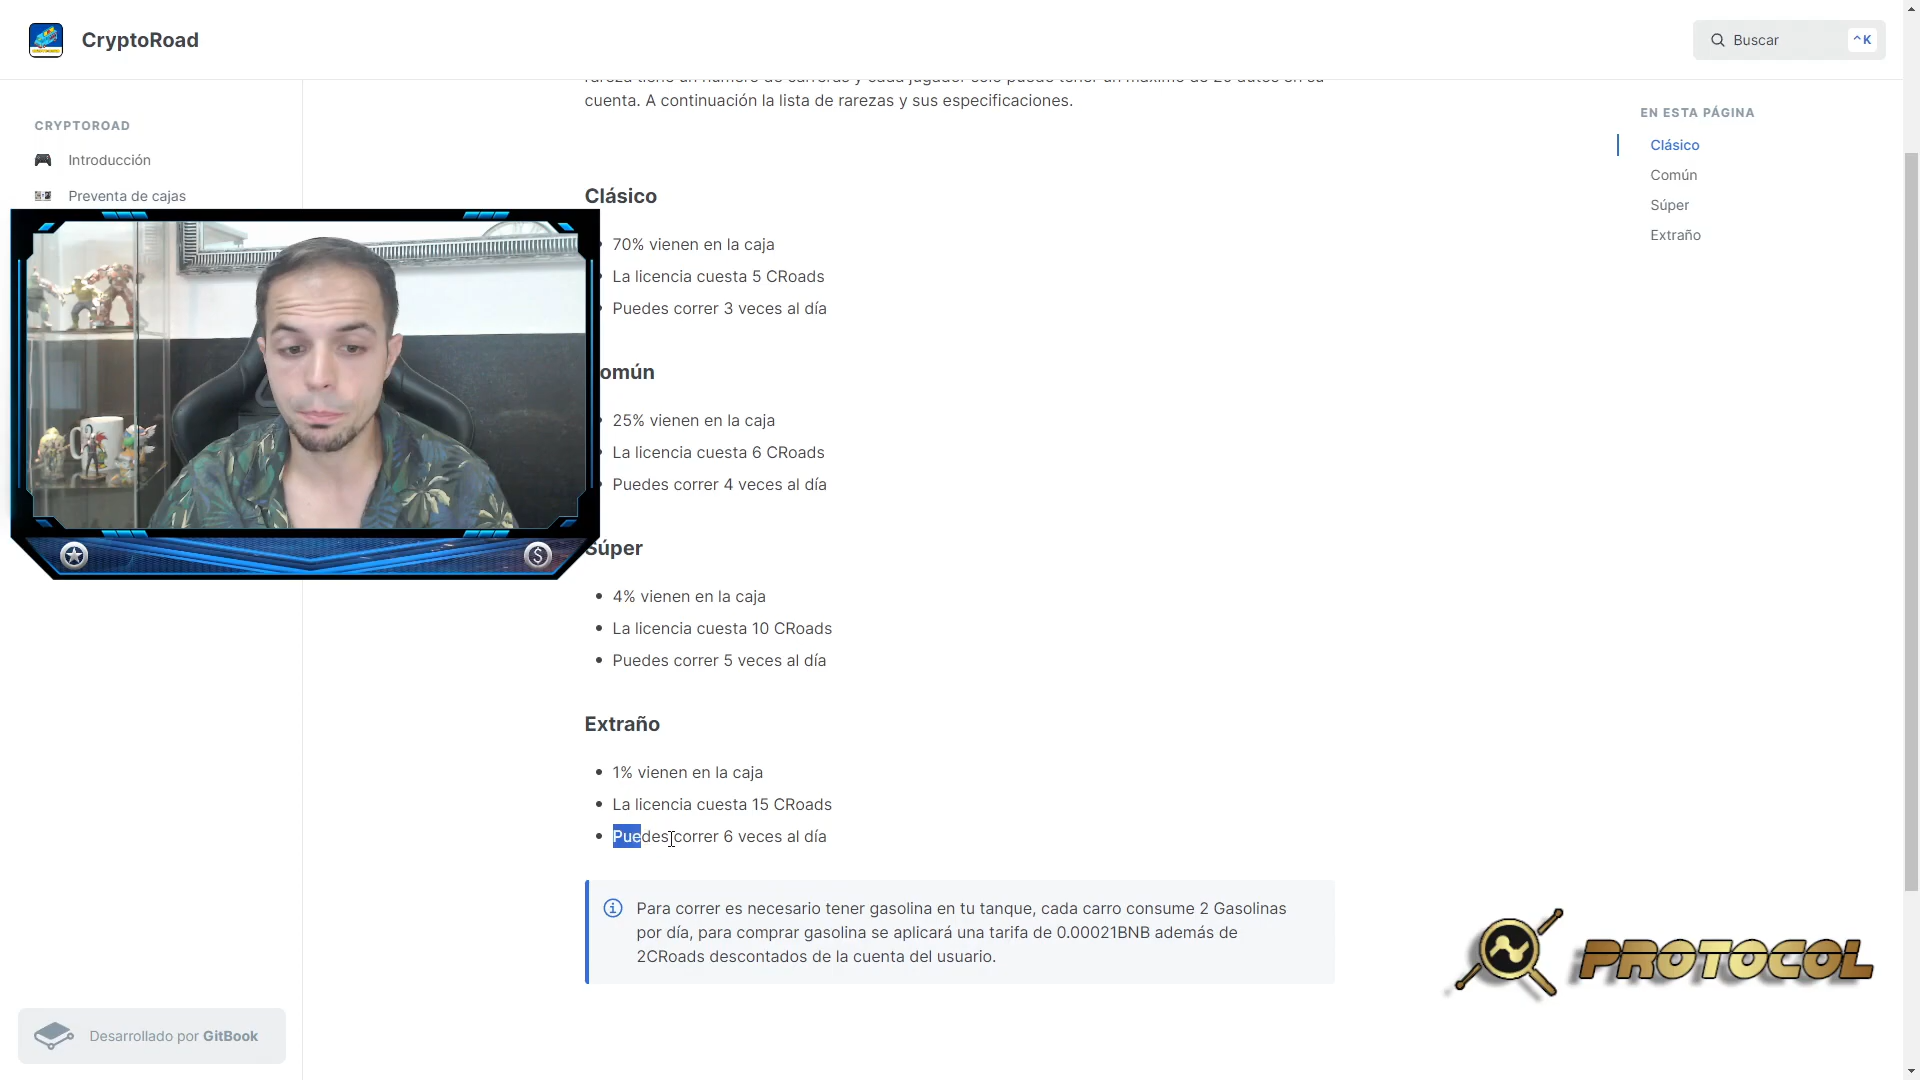 CryptoRoad
Buscar
^K
CRYPTOROAD
Introducción
Preventa de cajas
cuenta. A continuación la lista de rarezas y sus especificaciones.
Clásico
70% vienen en la caja
La licencia cuesta 5 CRoads
Puedes correr 3 veces al día
omún
25% vienen en la caja
La licencia cuesta 6 CRoads
Puedes correr 4 veces al día
Súper
4% vienen en la caja
La licencia cuesta 10 CRoads
Puedes correr 5 veces al día
Extraño
1% vienen en la caja
La licencia cuesta 15 CRoads
Puedes correr 6 veces al día
Para correr es necesario tener gasolina en tu tanque, cada carro consume 2 Gasolinas
por día, para comprar gasolina se aplicará una tarifa de 0.00021BNB además de
2CRoads descontados de la cuenta del usuario.
EN ESTA PÁGINA
Clásico
Común
Súper
Extraño
Desarrollado por GitBook
PROTOCOL